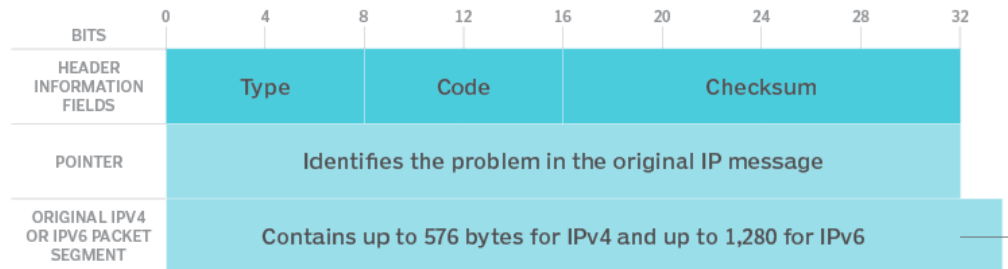 0 4 8 12 16 20 24 28 32
BITS
HEADER
INFORMATION
FIELDS
Type Code Checksum
POINTER
Identifies the problem in the original IP message
ORIGINAL IPV4
OR IPV6 PACKET
SEGMENT
Contains up to 576 bytes for IPv4 and up to 1,280 for IPv6